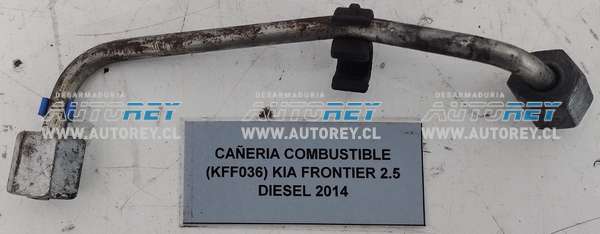 DESARMADURIA DESARMADURIA DESARMADURIA
AUTOREY AUTOREY AUTOREY
WWW.AUTOREY.CL WWW.AUTOREY.CL WWW.AUTOREY.CL
CAÑERIA COMBUSTIBLE
(KFF036) KIA FRONTIER 2.5
DIESEL 2014